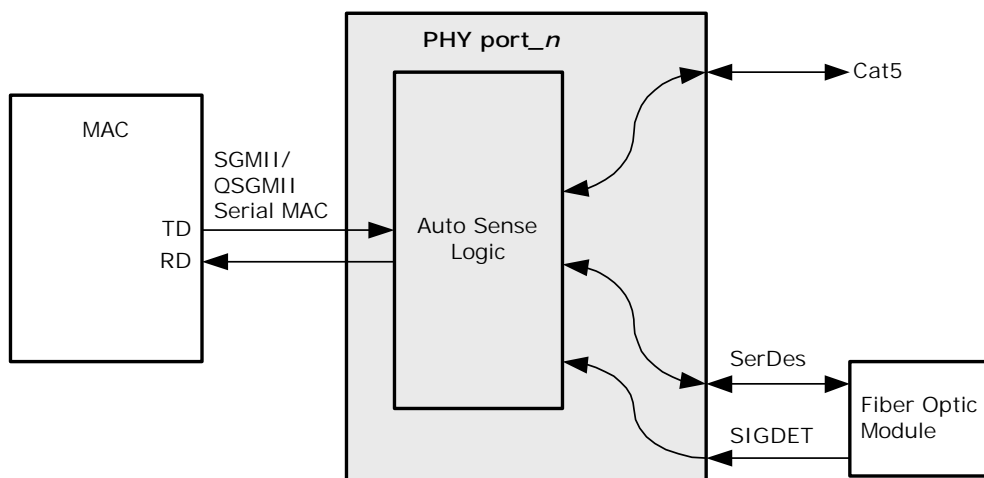 PHY port_n
Cat5
MAC
SGMII/
QSGMII
Serial MAC
TD
RD
Auto Sense
Logic
SerDes
SIGDET
Fiber Optic
Module